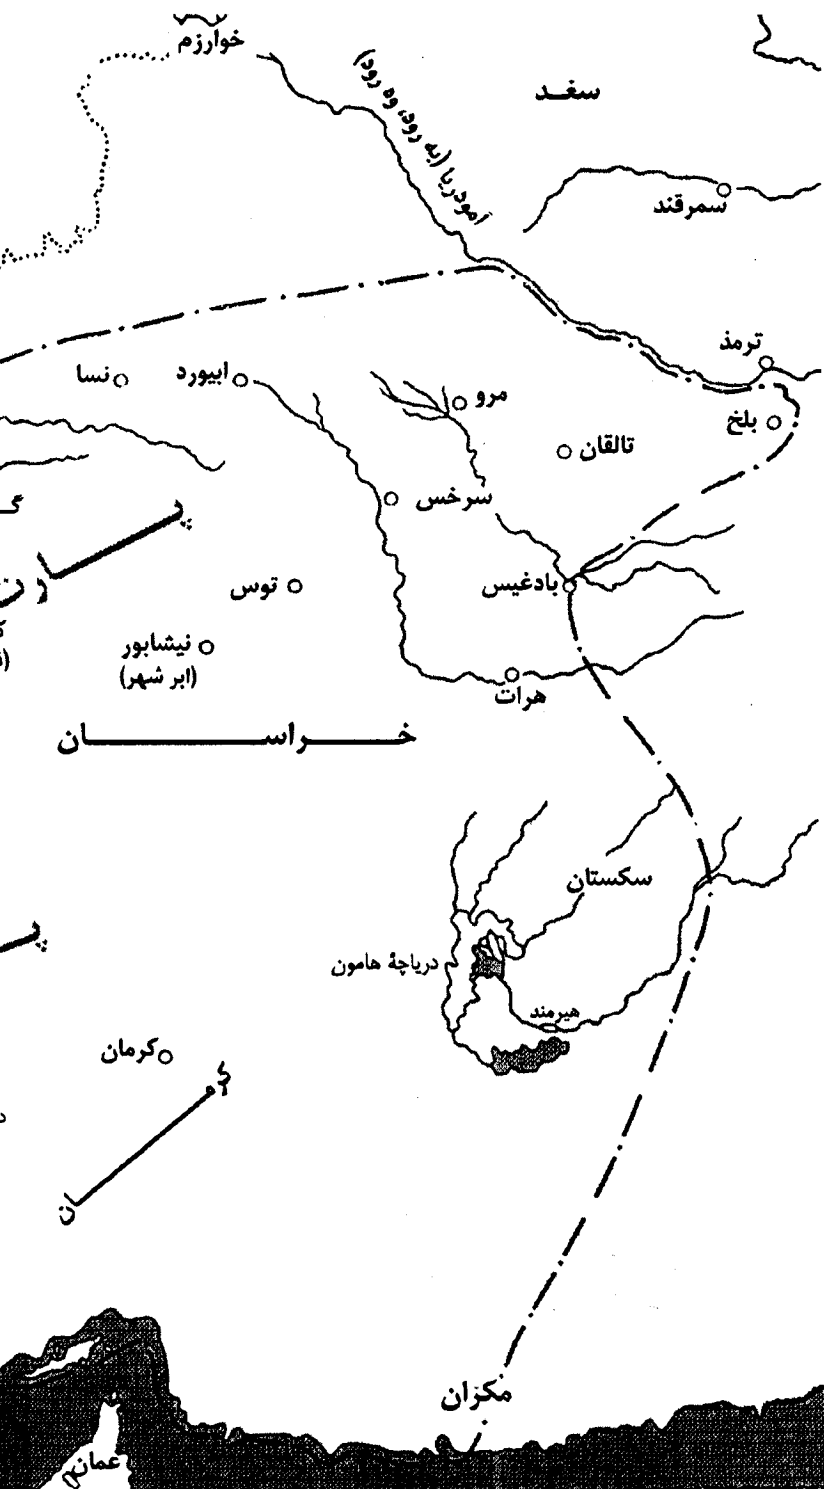 خوارزم
سغد
آمودریا (به رود، وه رود)
سمرقند
ترمذ
نسا
ابیورد
مرو
بلخ
تالقان
سرخس
توس
بادغیس
نیشابور
(ابر شهر)
هرات
خراسان
سکستان
دریاچهٔ هامون
هیرمند
کرمان
مکزان
عمان